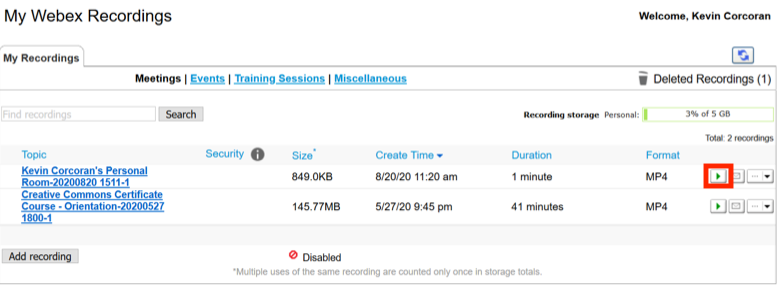 My Webex Recordings
Welcome, Kevin Corcoran
My Recordings
Meetings | Events | Training Sessions | Miscellaneous
Deleted Recordings (1)
Find recordings Search
Recording storage Personal: 3% of 5 GB
Total: 2 recordings
Topic Security Size* Create Time Duration Format
Kevin Corcoran's Personal
Room-20200820 1511-1
849.0KB 8/20/20 11:20 am 1 minute MP4
Creative Commons Certificate
Course - Orientation-20200527
1800-1
145.77MB 5/27/20 9:45 pm 41 minutes MP4
Add recording
Disabled
*Multiple uses of the same recording are counted only once in storage totals.